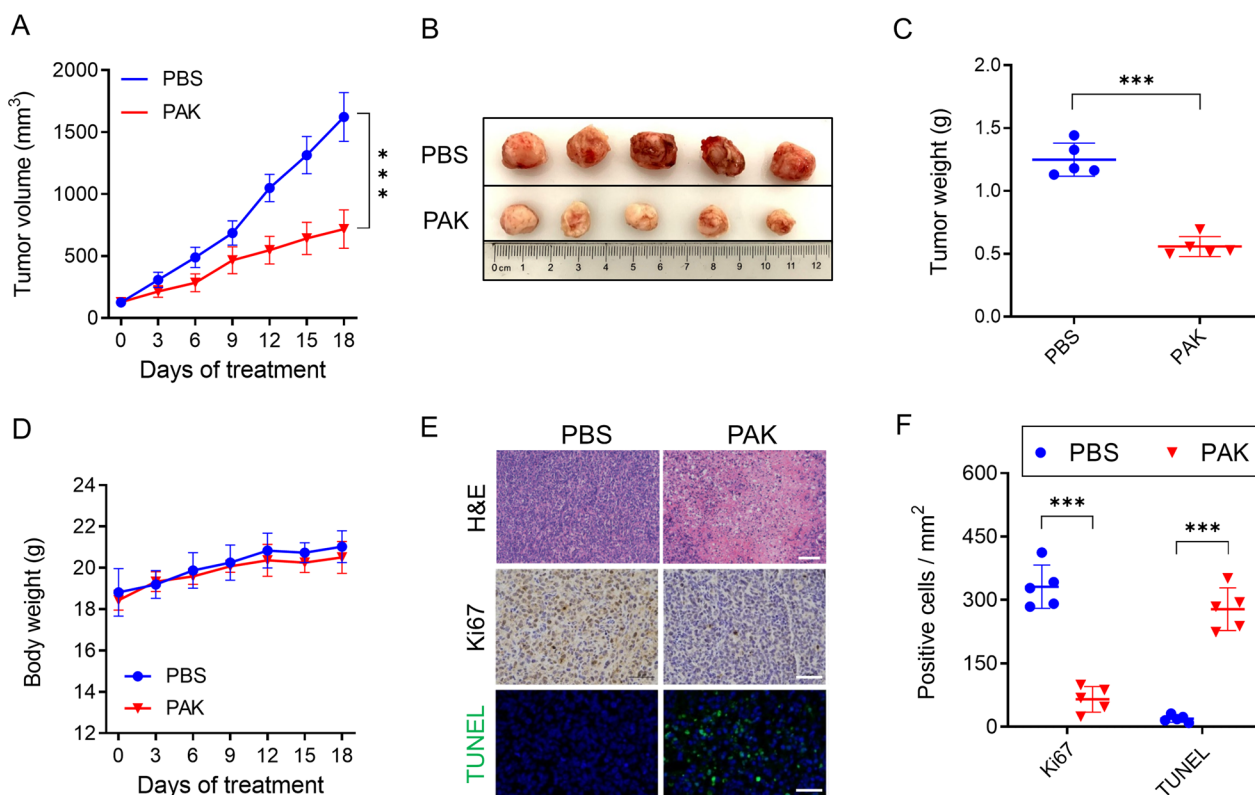 A
Tumor volume (mm³)
2000
1500
1000
500
0
PBS
PAK
***
0 3 6 9 12 15 18
Days of treatment
B
PBS
PAK
0 cm 1 2 3 4 5 6 7 8 9 10 11 12
C
Tumor weight (g)
2.0
1.5
1.0
0.5
0.0
***
PBS
PAK
D
Body weight (g)
24
22
20
18
16
14
12
PBS
PAK
0 3 6 9 12 15 18
Days of treatment
E
PBS PAK
H&E
Ki67
TUNEL
F
PBS PAK
Positive cells / mm²
600
450
300
150
0
***
***
Ki67
TUNEL